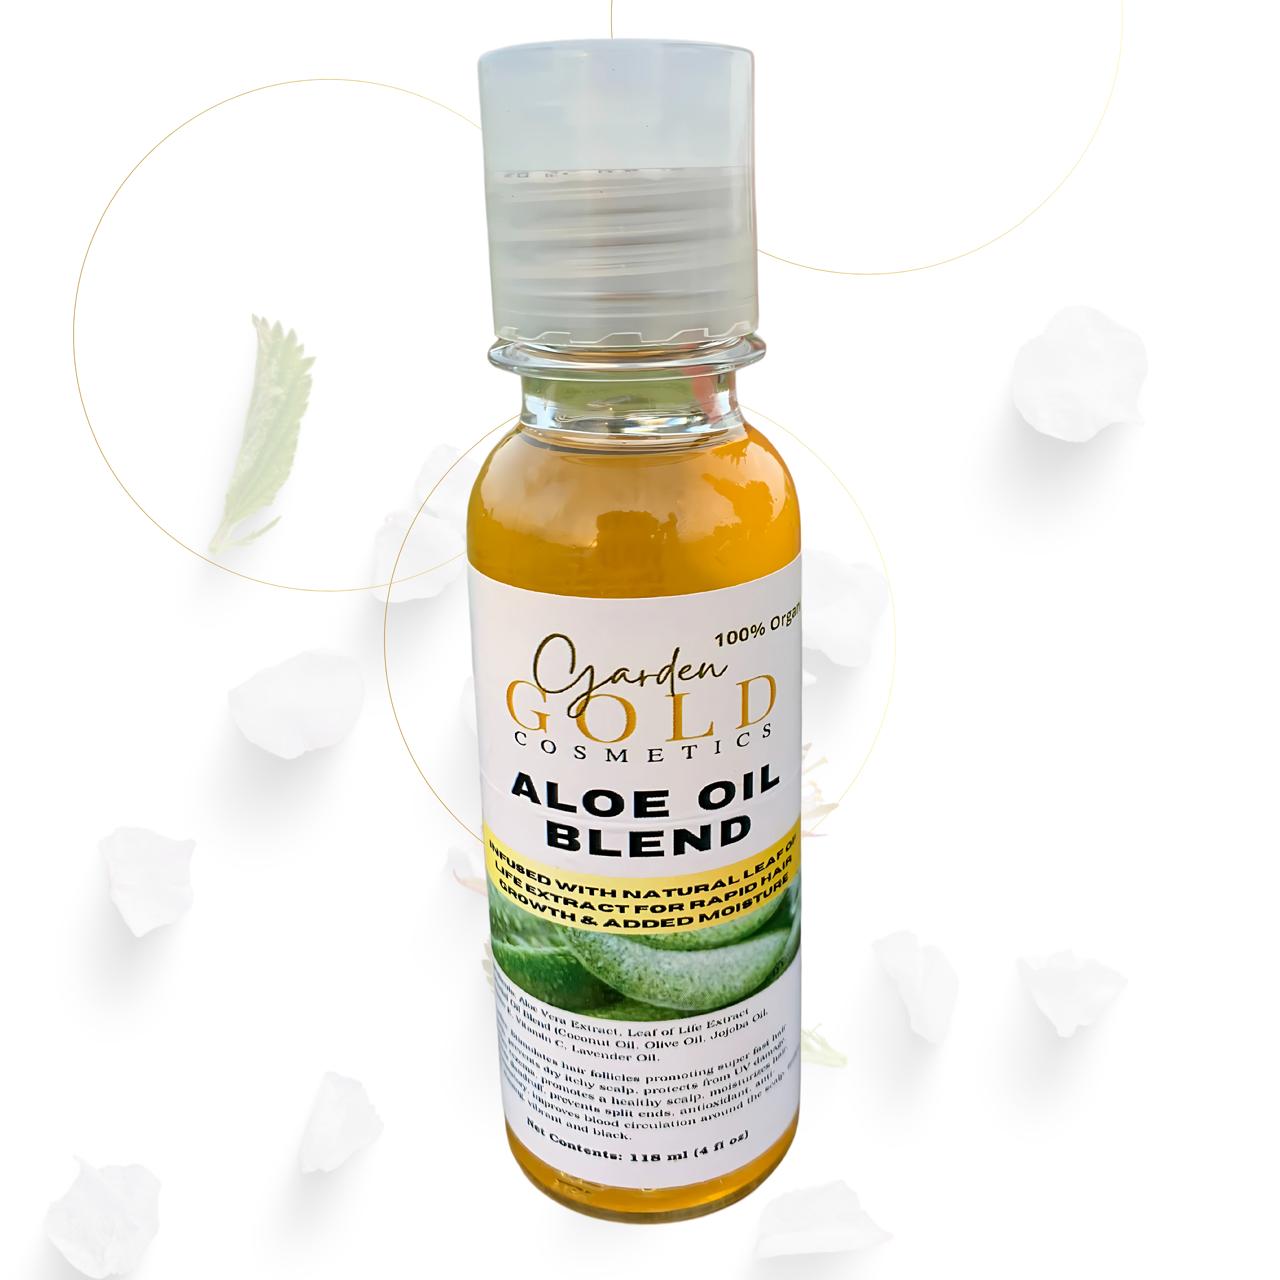 100% Organ
Garden
GOLD
COSMETICS
ALOE OIL
BLEND
INFUSED WITH NATURAL LEAF OF
LIFE EXTRACT FOR RAPID HAIR
GROWTH & ADDED MOISTURE
Aloe Vera Extract, Leaf of Life Extract
Oil Blend (Coconut Oil, Olive Oil, Jojoba Oil,
Vitamin C, Lavender Oil.
Stimulates hair follicles promoting super fast hair
prevents dry itchy scalp, protects from UV damage,
promotes a healthy scalp, moisturizes hair,
dandruff, prevents split ends, antioxidant, anti
improves blood circulation around the scalp
vibrant and black.
Net Contents: 118 ml (4 fl oz)